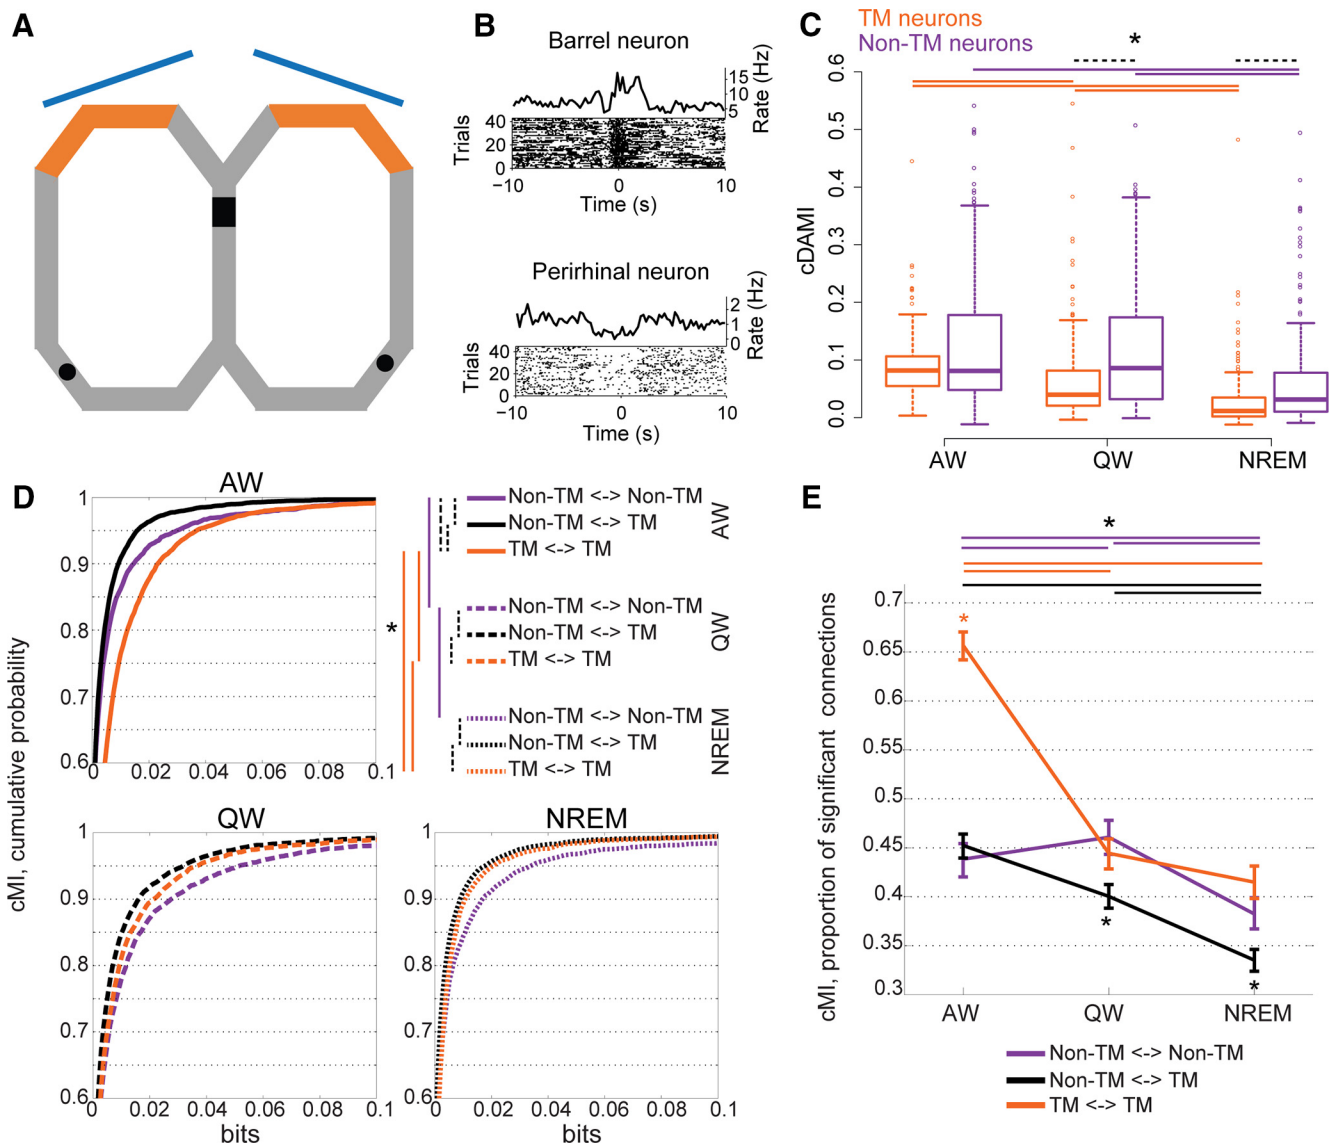 A
B
Barrel neuron
15
10
5
Rate (Hz)
40
20
0
Trials
−10
0
10
Time (s)
Perirhinal neuron
2
1
0
Rate (Hz)
40
20
0
Trials
−10
0
10
Time (s)
C
TM neurons
Non-TM neurons
*
0.6
0.5
0.4
0.3
0.2
0.1
0.0
cDAMI
AW
QW
NREM
D
AW
1
0.9
0.8
0.7
0.6
0
0.02
0.04
0.06
0.08
0.1
cMI, cumulative probability
*
Non-TM <-> Non-TM
Non-TM <-> TM
TM <-> TM
AW
Non-TM <-> Non-TM
Non-TM <-> TM
TM <-> TM
QW
Non-TM <-> Non-TM
Non-TM <-> TM
TM <-> TM
NREM
QW
1
0.9
0.8
0.7
0.6
0
0.02
0.04
0.06
0.08
0.1
bits
NREM
1
0.9
0.8
0.7
0.6
0
0.02
0.04
0.06
0.08
0.1
bits
E
*
0.7
0.65
0.6
0.55
0.5
0.45
0.4
0.35
0.3
cMI, proportion of significant connections
*
*
*
AW
QW
NREM
Non-TM <-> Non-TM
Non-TM <-> TM
TM <-> TM